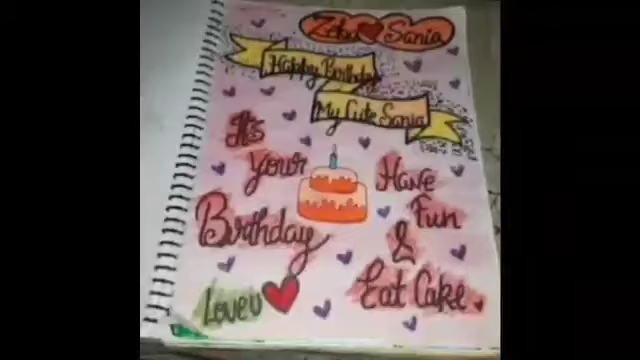 Zeba Sania
Happy Birthday
My Cute Sania
It's
Your
Birthday
Have
Fun
&
Eat Cake
Love u